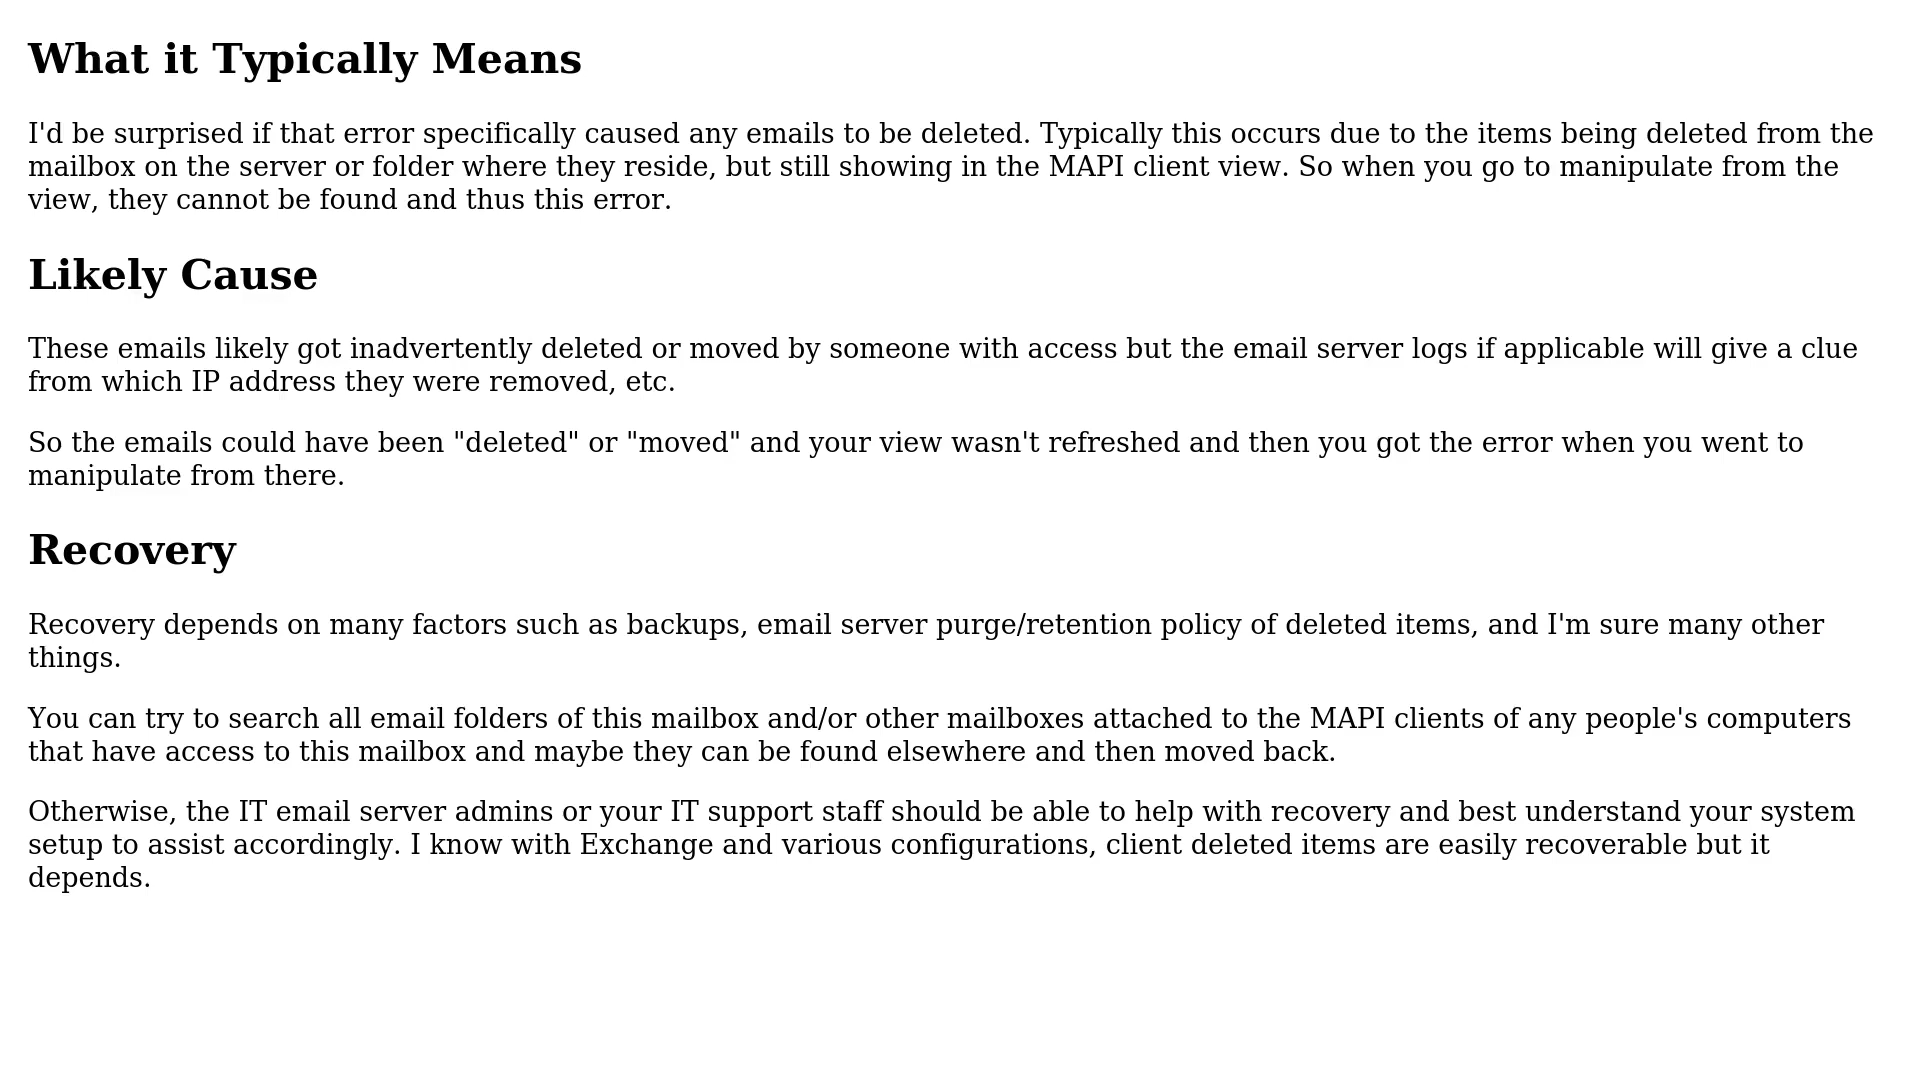 What it Typically Means
I'd be surprised if that error specifically caused any emails to be deleted. Typically this occurs due to the items being deleted from the
mailbox on the server or folder where they reside, but still showing in the MAPI client view. So when you go to manipulate from the
view, they cannot be found and thus this error.
Likely Cause
These emails likely got inadvertently deleted or moved by someone with access but the email server logs if applicable will give a clue
from which IP address they were removed, etc.
So the emails could have been "deleted" or "moved" and your view wasn't refreshed and then you got the error when you went to
manipulate from there.
Recovery
Recovery depends on many factors such as backups, email server purge/retention policy of deleted items, and I'm sure many other
things.
You can try to search all email folders of this mailbox and/or other mailboxes attached to the MAPI clients of any people's computers
that have access to this mailbox and maybe they can be found elsewhere and then moved back.
Otherwise, the IT email server admins or your IT support staff should be able to help with recovery and best understand your system
setup to assist accordingly. I know with Exchange and various configurations, client deleted items are easily recoverable but it
depends.